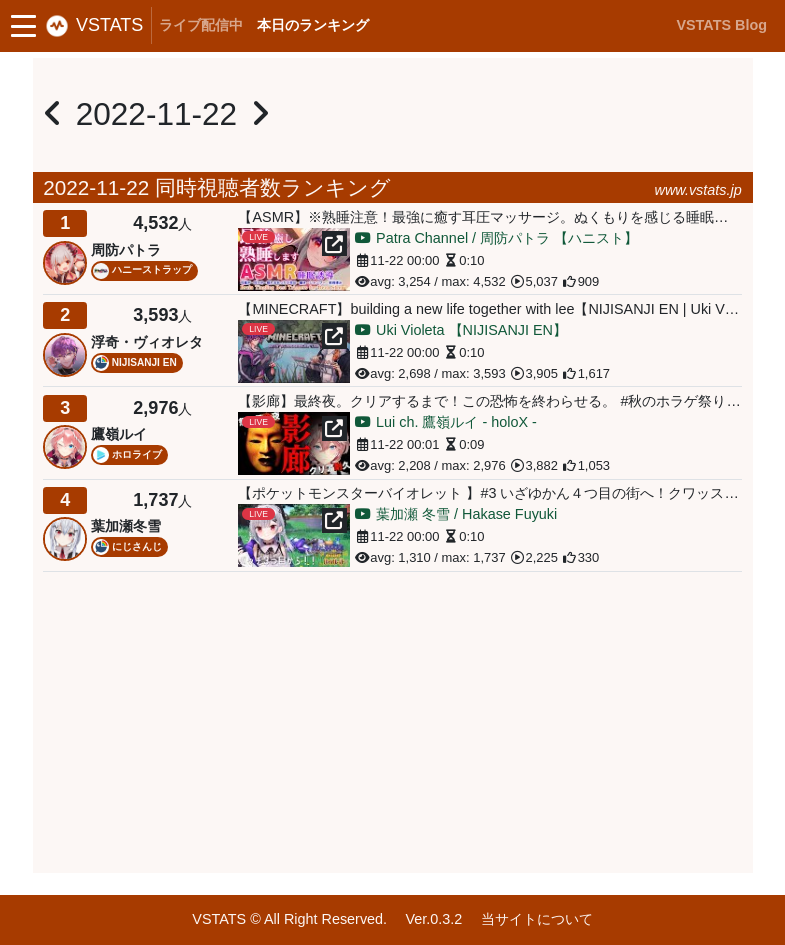 VSTATS ライブ配信中 本日のランキング VSTATS Blog
2022-11-22
2022-11-22 同時視聴者数ランキング www.vstats.jp
1 4,532人
周防パトラ
ハニーストラップ
【ASMR】※熟睡注意！最強に癒す耳圧マッサージ。ぬくもりを感じる睡眠…
LIVE
熟睡します
ASMR
Patra Channel / 周防パトラ 【ハニスト】
11-22 00:00 0:10
avg: 3,254 / max: 4,532 5,037 909
2 3,593人
浮奇・ヴィオレタ
NIJISANJI EN
【MINECRAFT】building a new life together with lee【NIJISANJI EN | Uki V…
LIVE
MINECRAFT
Uki Violeta 【NIJISANJI EN】
11-22 00:00 0:10
avg: 2,698 / max: 3,593 3,905 1,617
3 2,976人
鷹嶺ルイ
ホロライブ
【影廊】最終夜。クリアするまで！この恐怖を終わらせる。 #秋のホラゲ祭り…
LIVE
影廊
Lui ch. 鷹嶺ルイ - holoX -
11-22 00:01 0:09
avg: 2,208 / max: 2,976 3,882 1,053
4 1,737人
葉加瀬冬雪
にじさんじ
【ポケットモンスターバイオレット 】#3 いざゆかん４つ目の街へ！クワッス…
LIVE
葉加瀬 冬雪 / Hakase Fuyuki
11-22 00:00 0:10
avg: 1,310 / max: 1,737 2,225 330
VSTATS © All Right Reserved. Ver.0.3.2 当サイトについて